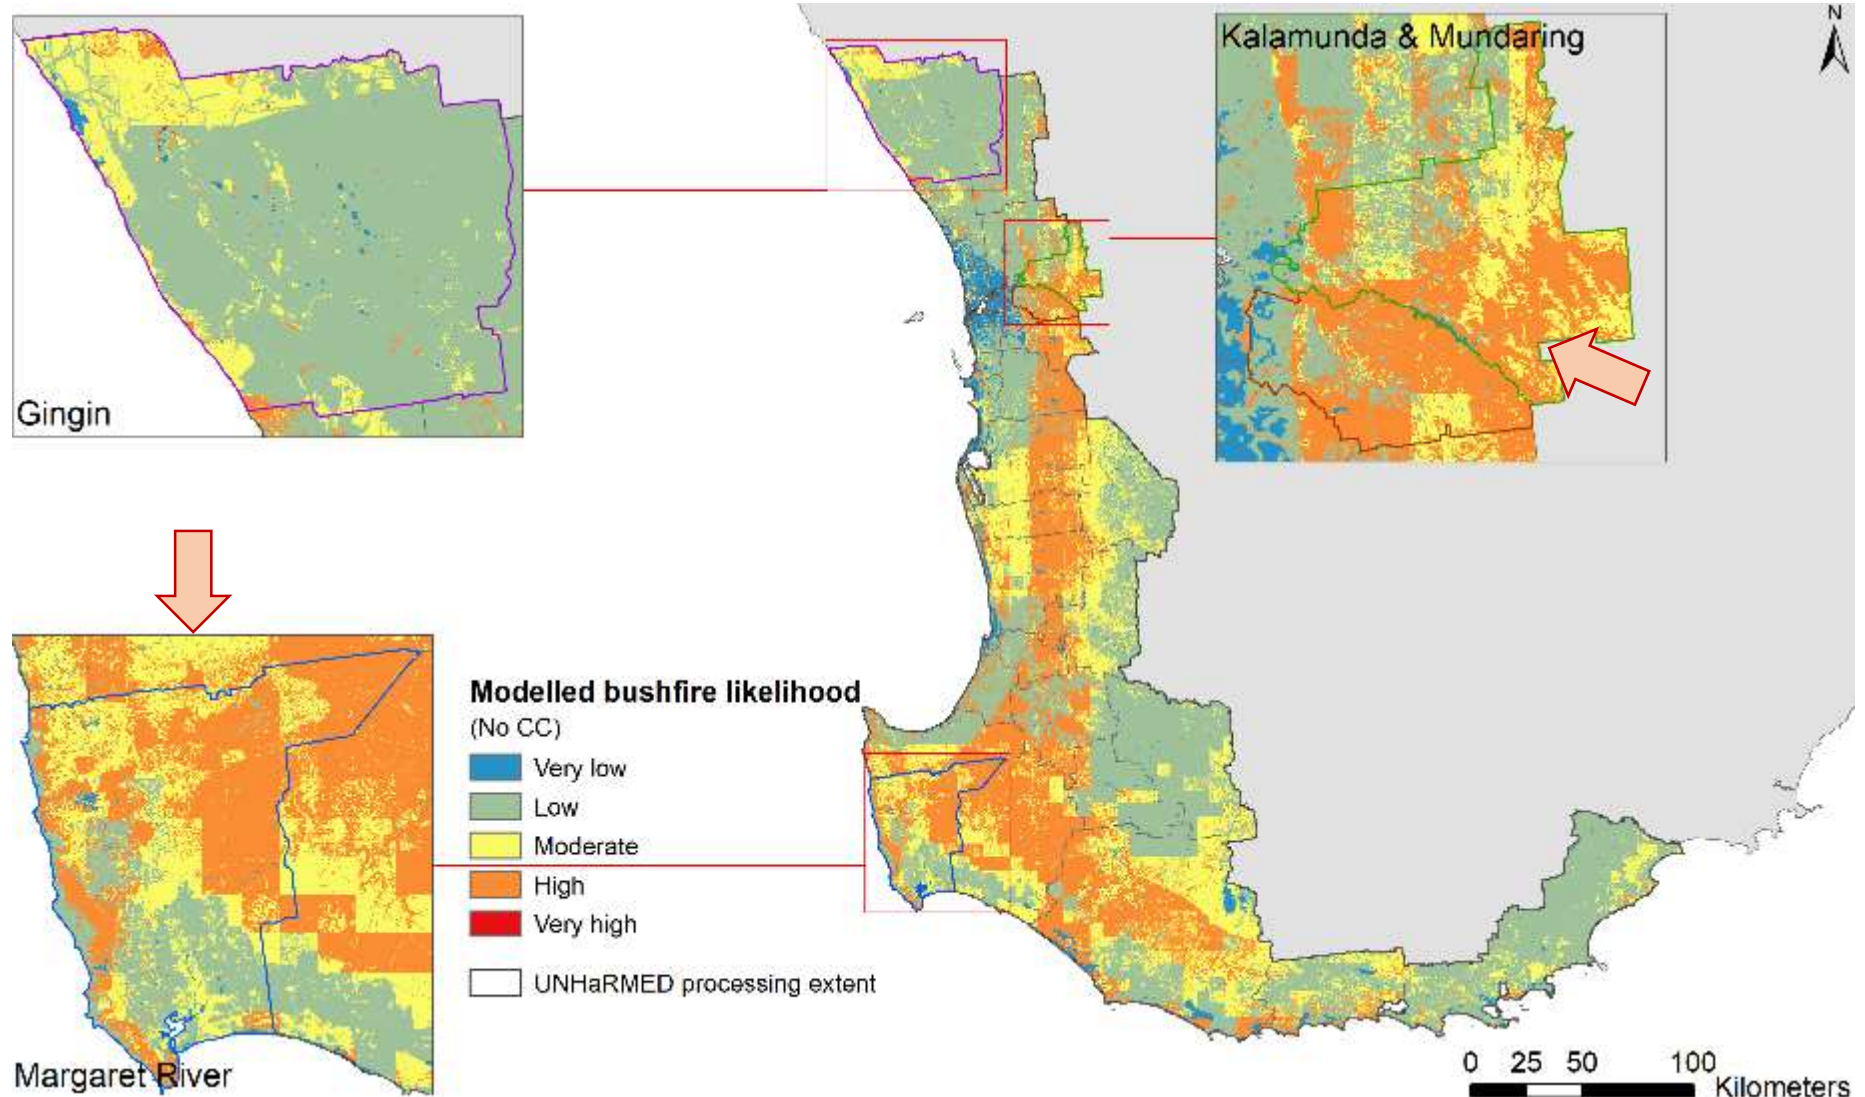 Kalamunda & Mundaring
N
Gingin
Modelled bushfire likelihood
(No CC)
Very low
Low
Moderate
High
Very high
UNHaRMED processing extent
Margaret River
0 25 50 100
Kilometers